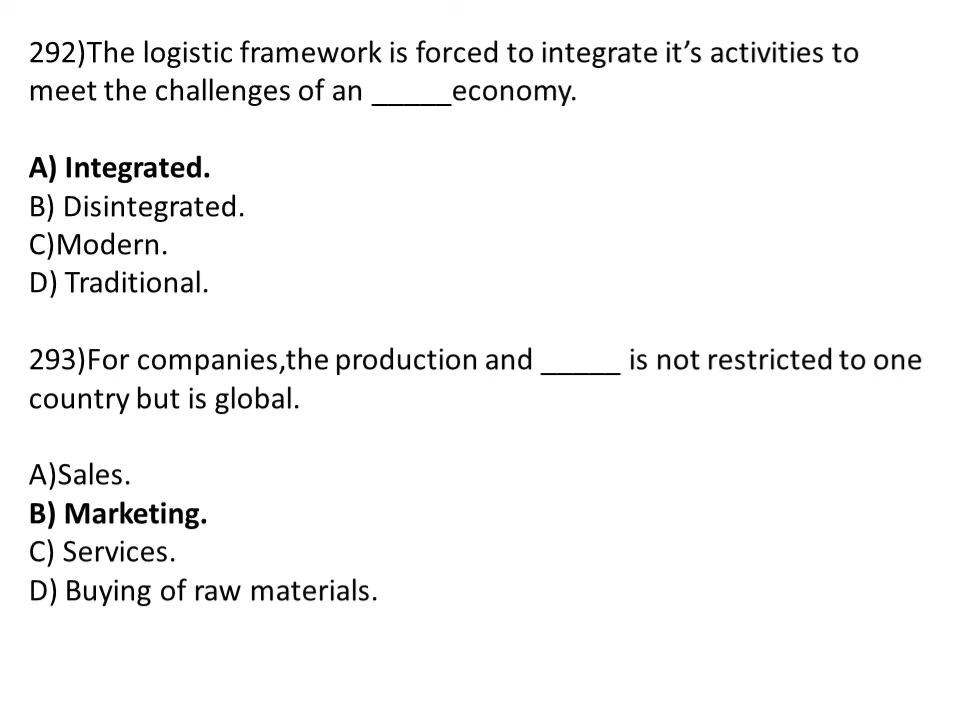 292)The logistic framework is forced to integrate it’s activities to
meet the challenges of an _____economy.
A) Integrated.
B) Disintegrated.
C)Modern.
D) Traditional.
293)For companies,the production and _____ is not restricted to one
country but is global.
A)Sales.
B) Marketing.
C) Services.
D) Buying of raw materials.